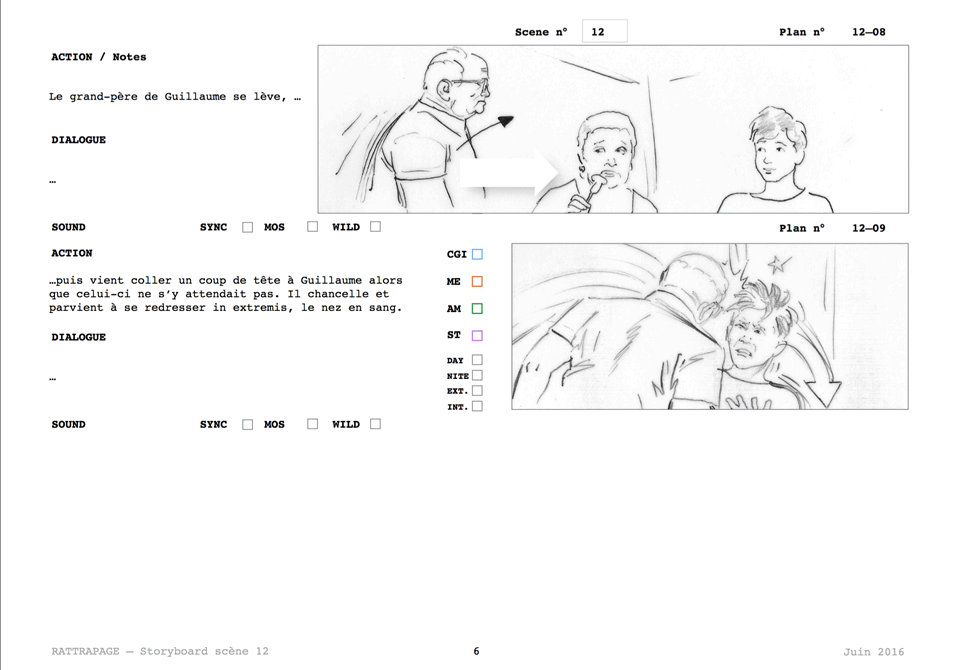 Scene n° 12 Plan n° 12—08
ACTION / Notes
Le grand-père de Guillaume se lève, …
DIALOGUE
…
SOUND SYNC MOS WILD
Plan n° 12—09
ACTION
…puis vient coller un coup de tête à Guillaume alors
que celui-ci ne s’y attendait pas. Il chancelle et
parvient à se redresser in extremis, le nez en sang.
DIALOGUE
…
CGI
ME
AM
ST
DAY
NITE
EXT.
INT.
SOUND SYNC MOS WILD
RATTRAPAGE — Storyboard scène 12 6 Juin 2016